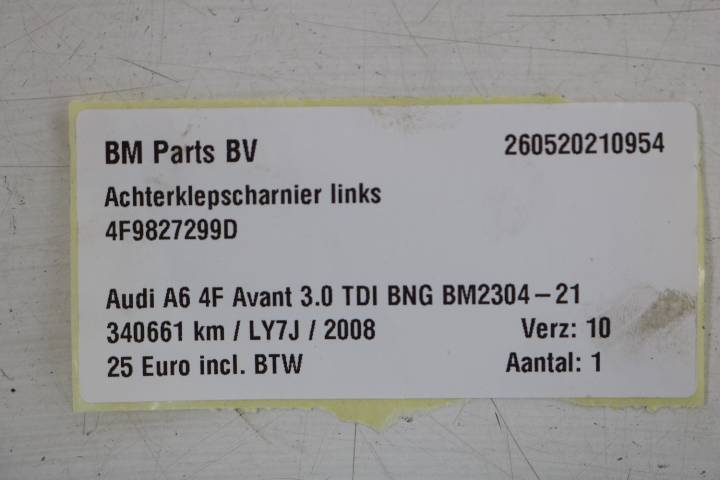 BM Parts BV 260520210954
Achterklepscharnier links
4F9827299D
Audi A6 4F Avant 3.0 TDI BNG BM2304-21
340661 km / LY7J / 2008 Verz: 10
25 Euro incl. BTW Aantal: 1